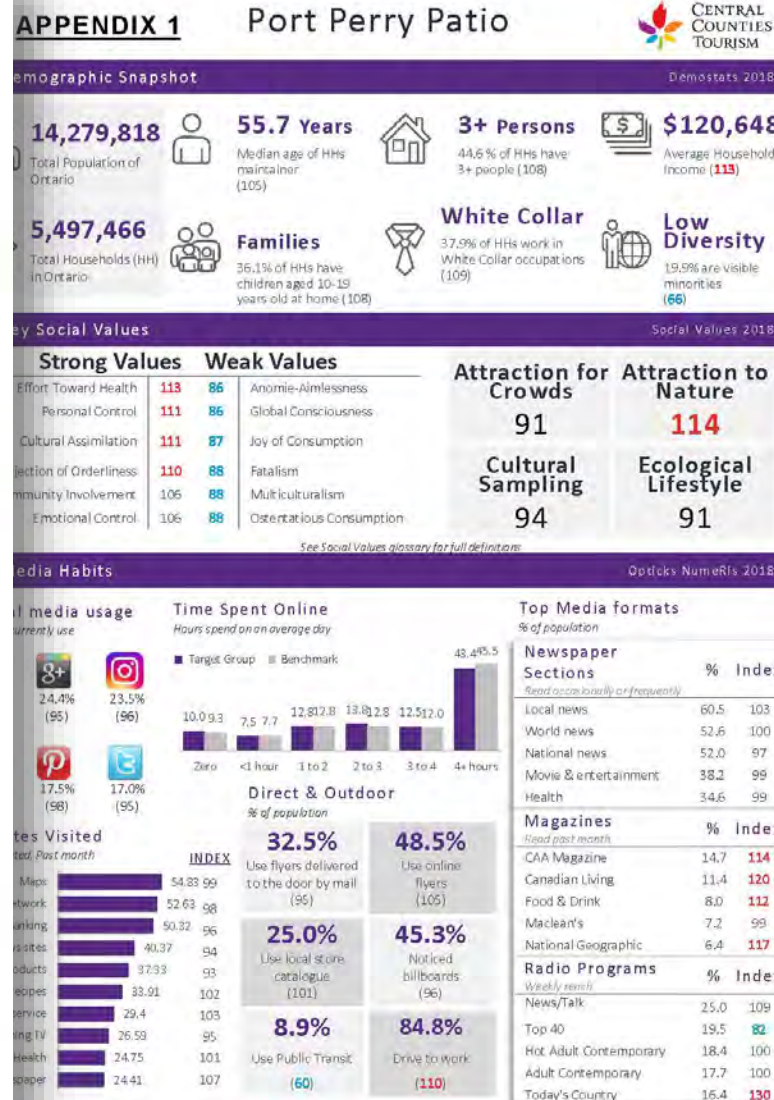 APPENDIX 1
Port Perry Patio
CENTRAL
COUNTIES
TOURISM
emographic Snapshot
Demostats 2018
14,279,818
Total Population of
Ontario
55.7 Years
Median age of HHs
maintainer
(105)
3+ Persons
44.6 % of HHs have
3+ people (108)
$120,648
Average Household
Income (113)
5,497,466
Total Households (HH)
in Ontario
Families
36.1% of HHs have
children aged 10-19
years old at home (108)
White Collar
37.9% of HHs work in
White Collar occupations
(109)
Low
Diversity
19.9% are visible
minorities
(66)
ey Social Values
Social Values 2018
Strong Values Weak Values
Effort Toward Health 113 86 Anomie-Aimlessness
Personal Control 111 86 Global Consciousness
Cultural Assimilation 111 87 Joy of Consumption
jection of Orderliness 110 88 Fatalism
mmunity Involvement 106 88 Multiculturalism
Emotional Control 106 88 Ostentatious Consumption
Attraction for
Crowds
91
Attraction to
Nature
114
Cultural
Sampling
94
Ecological
Lifestyle
91
See Social Values glossary for full definitions
edia Habits
Opticks NumeRIs 2018
l media usage
urrently use
24.4%
(95)
23.5%
(96)
17.5%
(98)
17.0%
(95)
Time Spent Online
Hours spend on an average day
Target Group Benchmark
10.0 9.3 7.5 7.7 12.8 12.8 13.8 12.8 12.5 12.0 43.4 45.5
Zero <1 hour 1 to 2 2 to 3 3 to 4 4+ hours
tes Visited
ted, Past month
INDEX
Maps 54.83 99
etwork 52.63 98
anking 50.32 96
s sites 40.37 94
oducts 37.93 93
ecipes 33.91 102
ervice 29.4 103
ing TV 26.59 95
Health 24.75 101
spaper 24.41 107
Direct & Outdoor
% of population
32.5%
Use flyers delivered
to the door by mail
(95)
48.5%
Use online
flyers
(105)
25.0%
Use local store
catalogue
(101)
45.3%
Noticed
billboards
(96)
8.9%
Use Public Transit
(60)
84.8%
Drive to work
(110)
Top Media formats
% of population
Newspaper
Sections % Inde
Read occasionally or frequently
Local news 60.5 103
World news 52.6 100
National news 52.0 97
Movie & entertainment 38.2 99
Health 34.6 99
Magazines % Inde
Read past month
CAA Magazine 14.7 114
Canadian Living 11.4 120
Food & Drink 8.0 112
Maclean's 7.2 99
National Geographic 6.4 117
Radio Programs % Inde
Weekly reach
News/Talk 25.0 109
Top 40 19.5 82
Hot Adult Contemporary 18.4 100
Adult Contemporary 17.7 100
Today's Country 16.4 130